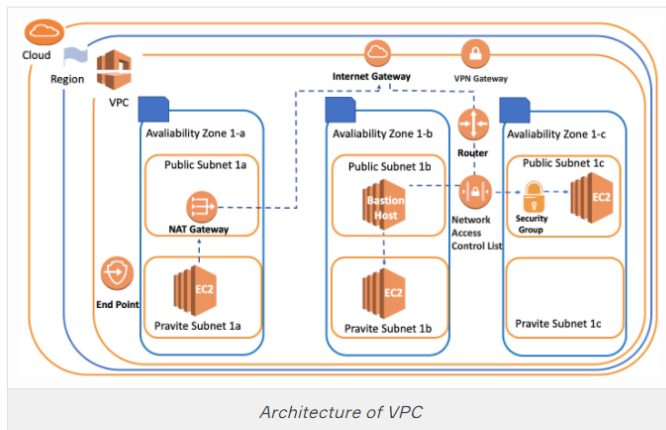 Cloud
Region
VPC
Internet Gateway
VPN Gateway
Avaliability Zone 1-a
Avaliability Zone 1-b
Avaliability Zone 1-c
Public Subnet 1a
NAT Gateway
EC2
Pravite Subnet 1a
End Point
Public Subnet 1b
Bastion
Host
EC2
Pravite Subnet 1b
Router
Network
Access
Control List
Public Subnet 1c
Security
Group
EC2
Pravite Subnet 1c
Architecture of VPC